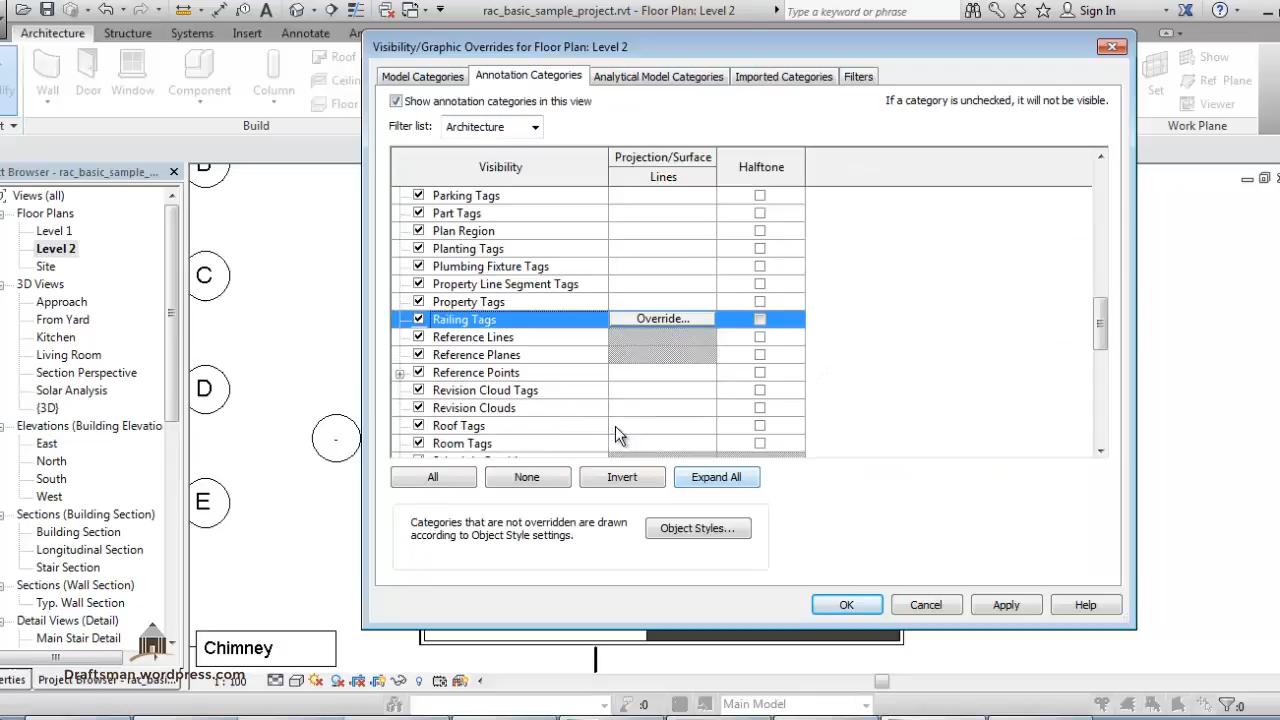 rac_basic_sample_project.rvt - Floor Plan: Level 2
Type a keyword or phrase
Sign In
Architecture
Structure
Systems
Insert
Annotate
Wall
Door
Window
Component
Column
Roof
Floor
Build
Show
Ref Plane
Viewer
Set
Work Plane
Visibility/Graphic Overrides for Floor Plan: Level 2
Model Categories
Annotation Categories
Analytical Model Categories
Imported Categories
Filters
Show annotation categories in this view
If a category is unchecked, it will not be visible.
Filter list:
Architecture
Visibility
Projection/Surface
Lines
Halftone
Parking Tags
Part Tags
Plan Region
Planting Tags
Plumbing Fixture Tags
Property Line Segment Tags
Property Tags
Railing Tags
Override...
Reference Lines
Reference Planes
Reference Points
Revision Cloud Tags
Revision Clouds
Roof Tags
Room Tags
All
None
Invert
Expand All
Categories that are not overridden are drawn
according to Object Style settings.
Object Styles...
OK
Cancel
Apply
Help
Browser - rac_basic_sample_...
Views (all)
Floor Plans
Level 1
Level 2
Site
3D Views
Approach
From Yard
Kitchen
Living Room
Section Perspective
Solar Analysis
{3D}
Elevations (Building Elevatio
East
North
South
West
Sections (Building Section)
Building Section
Longitudinal Section
Stair Section
Sections (Wall Section)
Typ. Wall Section
Detail Views (Detail)
Main Stair Detail
C
D
-
E
Chimney
Project Browser - rac_basi...
Draftsman.wordpress.com
1 : 100
:0
Main Model
:0